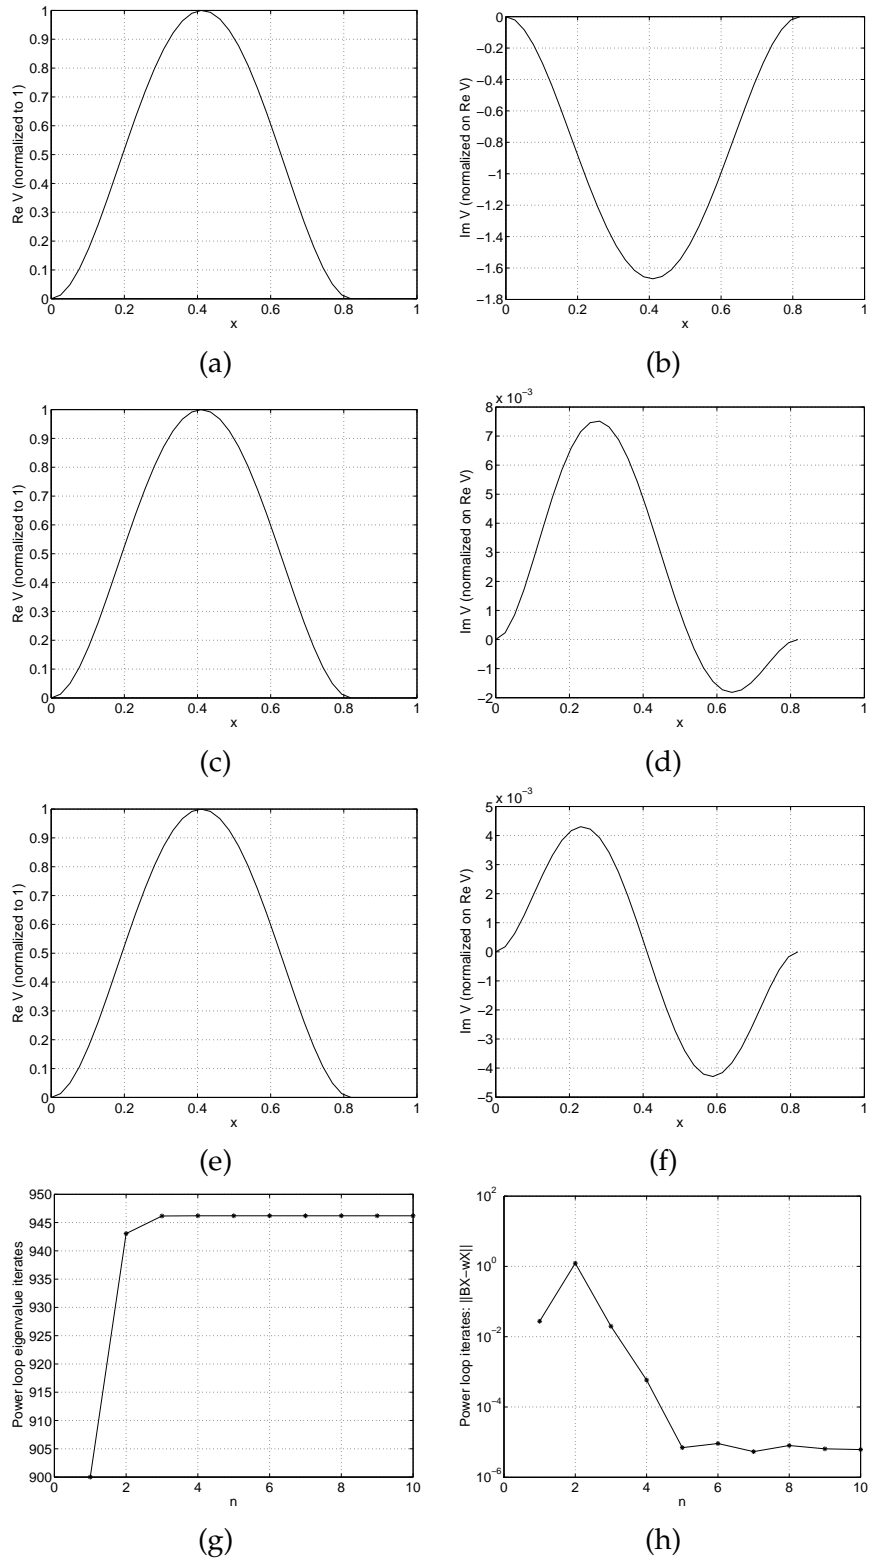 1
0.9
0.8
0.7
0.6
0.5
0.4
0.3
0.2
0.1
0
0 0.2 0.4 0.6 0.8 1
x
Re V (normalized to 1)
(a)
0
−0.2
−0.4
−0.6
−0.8
−1
−1.2
−1.4
−1.6
−1.8
0 0.2 0.4 0.6 0.8 1
x
Im V (normalized on Re V)
(b)
1
0.9
0.8
0.7
0.6
0.5
0.4
0.3
0.2
0.1
0
0 0.2 0.4 0.6 0.8 1
x
Re V (normalized to 1)
(c)
x 10⁻³
8
7
6
5
4
3
2
1
0
−1
−2
0 0.2 0.4 0.6 0.8 1
x
Im V (normalized on Re V)
(d)
1
0.9
0.8
0.7
0.6
0.5
0.4
0.3
0.2
0.1
0
0 0.2 0.4 0.6 0.8 1
x
Re V (normalized to 1)
(e)
x 10⁻³
5
4
3
2
1
0
−1
−2
−3
−4
−5
0 0.2 0.4 0.6 0.8 1
x
Im V (normalized on Re V)
(f)
950
945
940
935
930
925
920
915
910
905
900
0 2 4 6 8 10
n
Power loop eigenvalue iterates
(g)
10²
10⁰
10⁻²
10⁻⁴
10⁻⁶
0 2 4 6 8 10
n
Power loop iterates: ||BX−wX||
(h)